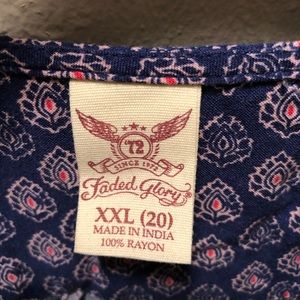 72
SINCE 1972
Faded Glory
XXL (20)
MADE IN INDIA
100% RAYON